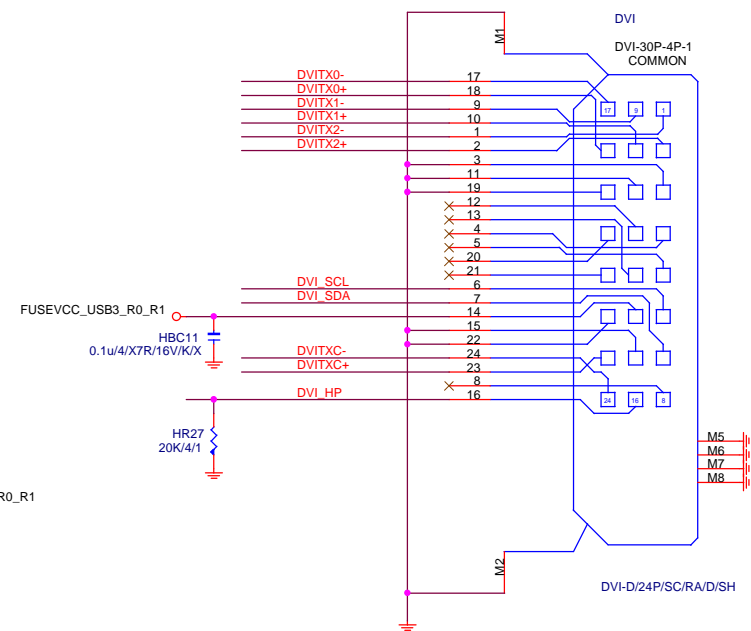 DVI
DVI-30P-4P-1
COMMON
M1
DVITX0- 17
DVITX0+ 18
DVITX1- 9
DVITX1+ 10
DVITX2- 1
DVITX2+ 2
3
11
19
12
13
4
5
20
21
DVI_SCL 6
DVI_SDA 7
FUSEVCC_USB3_R0_R1 14
15
22
DVITXC- 24
DVITXC+ 23
8
DVI_HP 16
17 9 1
24 16 8
HBC11
0.1u/4/X7R/16V/K/X
HR27
20K/4/1
R0_R1
M5
M6
M7
M8
M2
DVI-D/24P/SC/RA/D/SH